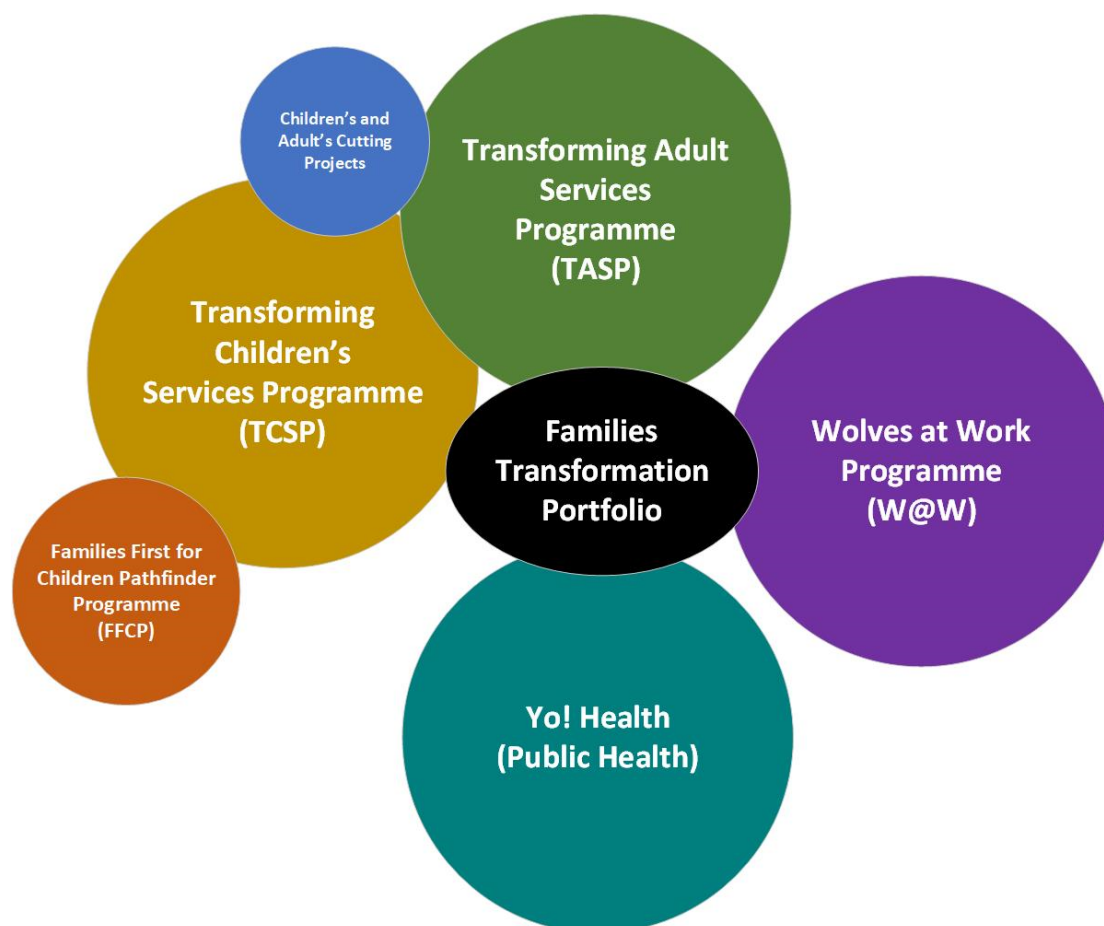 Children’s and
Adult’s Cutting
Projects
Transforming Adult
Services
Programme
(TASP)
Transforming
Children’s
Services Programme
(TCSP)
Families
Transformation
Portfolio
Wolves at Work
Programme
(W@W)
Families First for
Children Pathfinder
Programme
(FFCP)
Yo! Health
(Public Health)